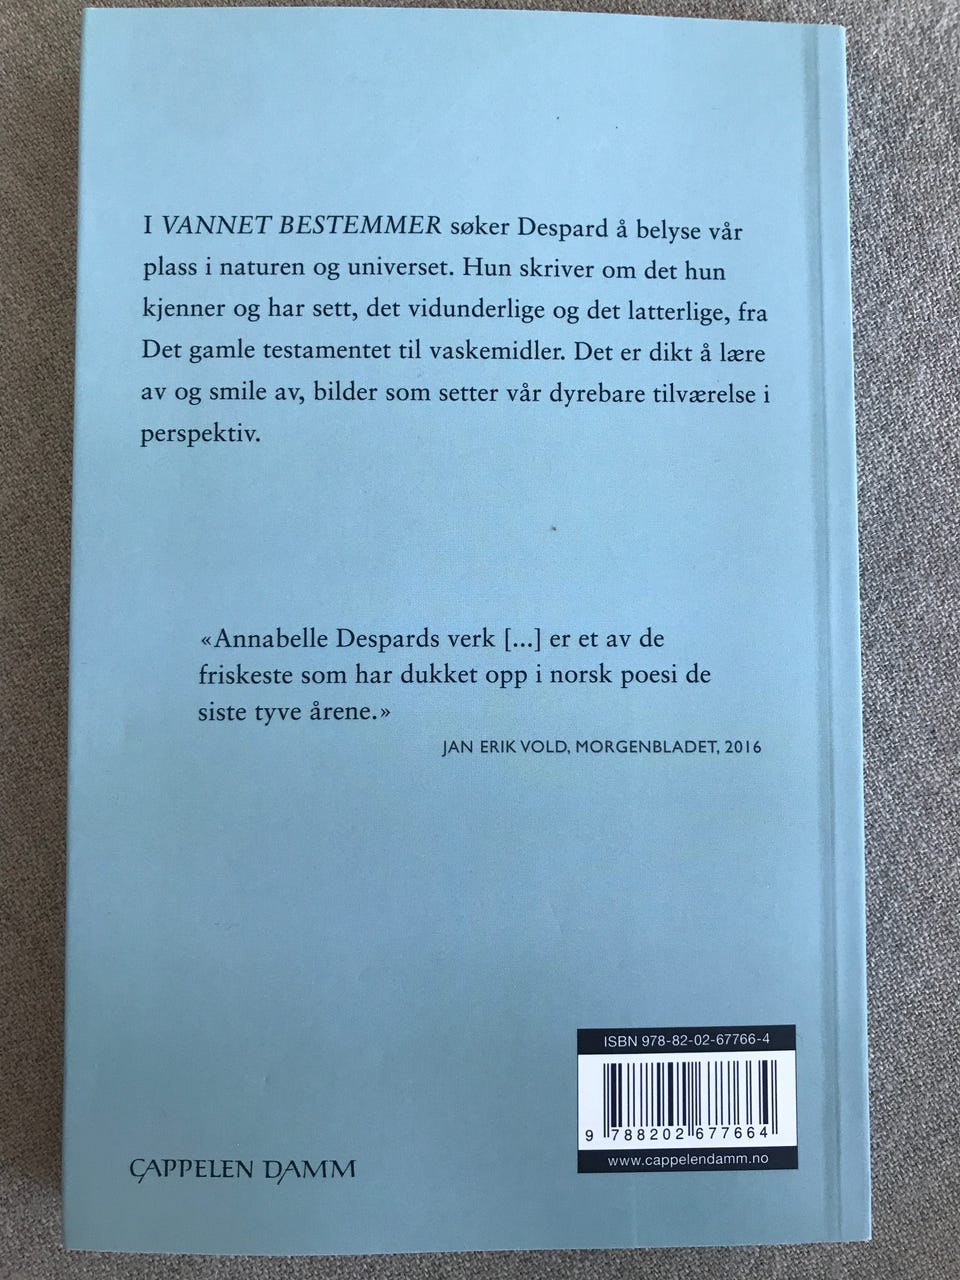 I VANNET BESTEMMER søker Despard å belyse vår
plass i naturen og universet. Hun skriver om det hun
kjenner og har sett, det vidunderlige og det latterlige, fra
Det gamle testamentet til vaskemidler. Det er dikt å lære
av og smile av, bilder som setter vår dyrebare tilværelse i
perspektiv.
«Annabelle Despards verk [...] er et av de
friskeste som har dukket opp i norsk poesi de
siste tyve årene.»
JAN ERIK VOLD, MORGENBLADET, 2016
ISBN 978-82-02-67766-4
9 788202 677664
www.cappelendamm.no
CAPPELEN DAMM